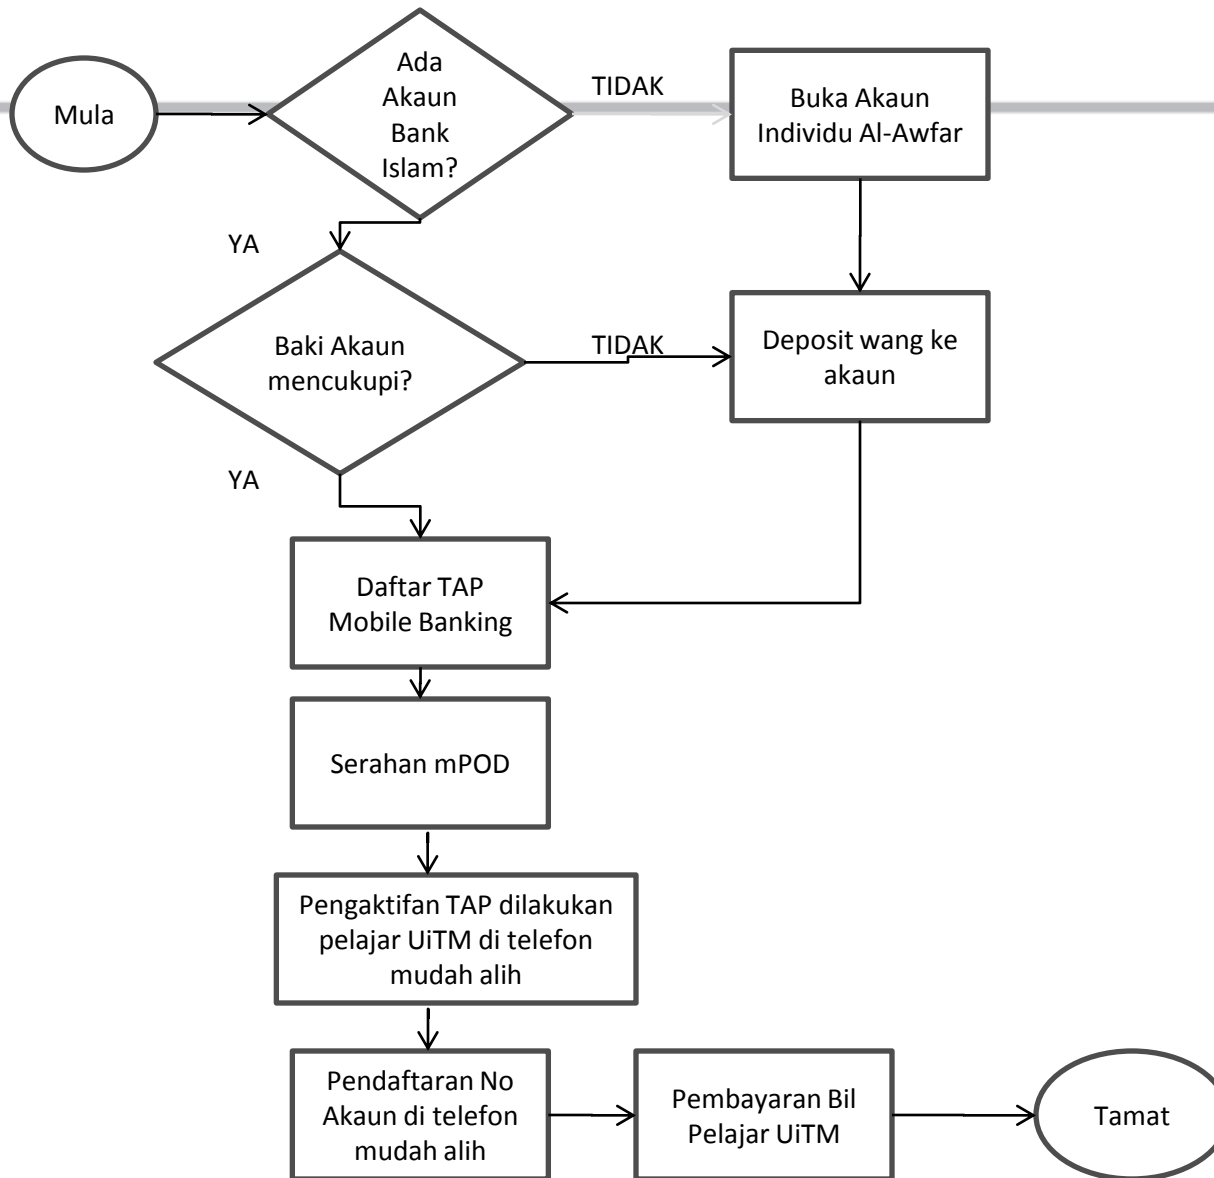 Mula
Ada
Akaun
Bank
Islam?
TIDAK
Buka Akaun
Individu Al-Awfar
YA
Baki Akaun
mencukupi?
TIDAK
Deposit wang ke
akaun
YA
Daftar TAP
Mobile Banking
Serahan mPOD
Pengaktifan TAP dilakukan
pelajar UiTM di telefon
mudah alih
Pendaftaran No
Akaun di telefon
mudah alih
Pembayaran Bil
Pelajar UiTM
Tamat